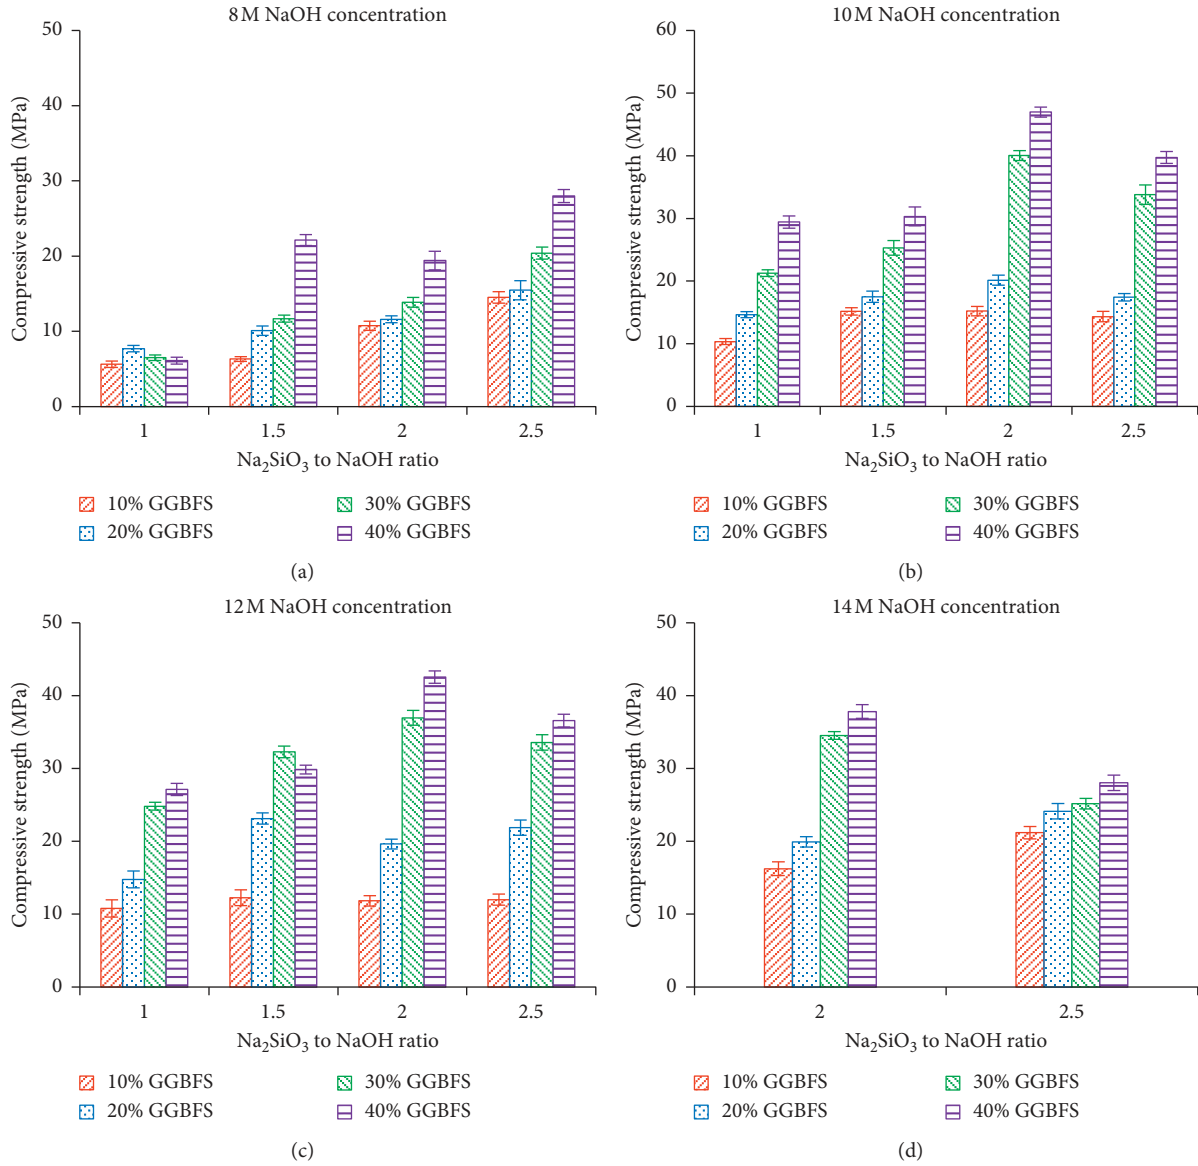 8 M NaOH concentration
Compressive strength (MPa)
50
40
30
20
10
0
1 1.5 2 2.5
Na₂SiO₃ to NaOH ratio
10% GGBFS 30% GGBFS
20% GGBFS 40% GGBFS
(a)
10 M NaOH concentration
Compressive strength (MPa)
60
50
40
30
20
10
0
1 1.5 2 2.5
Na₂SiO₃ to NaOH ratio
10% GGBFS 30% GGBFS
20% GGBFS 40% GGBFS
(b)
12 M NaOH concentration
Compressive strength (MPa)
50
40
30
20
10
0
1 1.5 2 2.5
Na₂SiO₃ to NaOH ratio
10% GGBFS 30% GGBFS
20% GGBFS 40% GGBFS
(c)
14 M NaOH concentration
Compressive strength (MPa)
50
40
30
20
10
0
2 2.5
Na₂SiO₃ to NaOH ratio
10% GGBFS 30% GGBFS
20% GGBFS 40% GGBFS
(d)